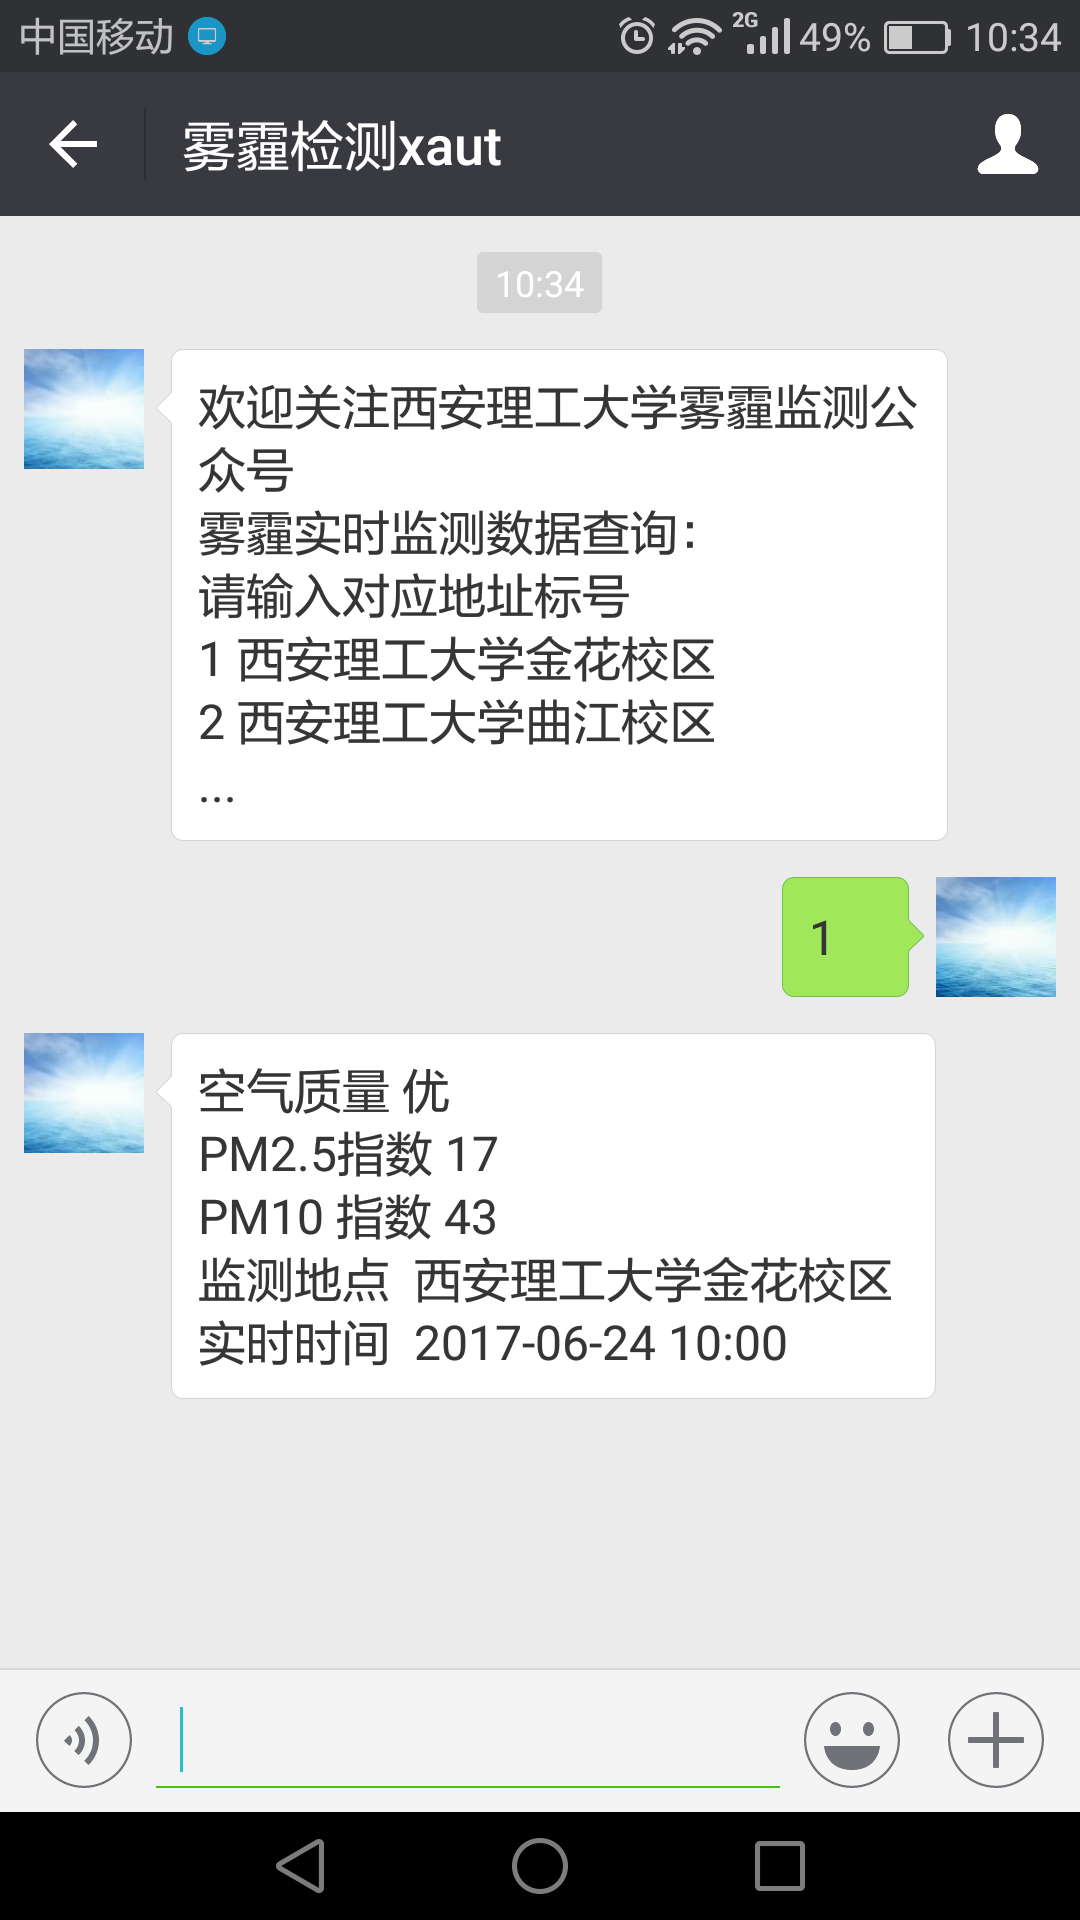 中国移动 2G 49% 10:34
雾霾检测xaut
10:34
欢迎关注西安理工大学雾霾监测公
众号
雾霾实时监测数据查询：
请输入对应地址标号
1 西安理工大学金花校区
2 西安理工大学曲江校区
...
1
空气质量 优
PM2.5指数 17
PM10 指数 43
监测地点  西安理工大学金花校区
实时时间  2017-06-24 10:00